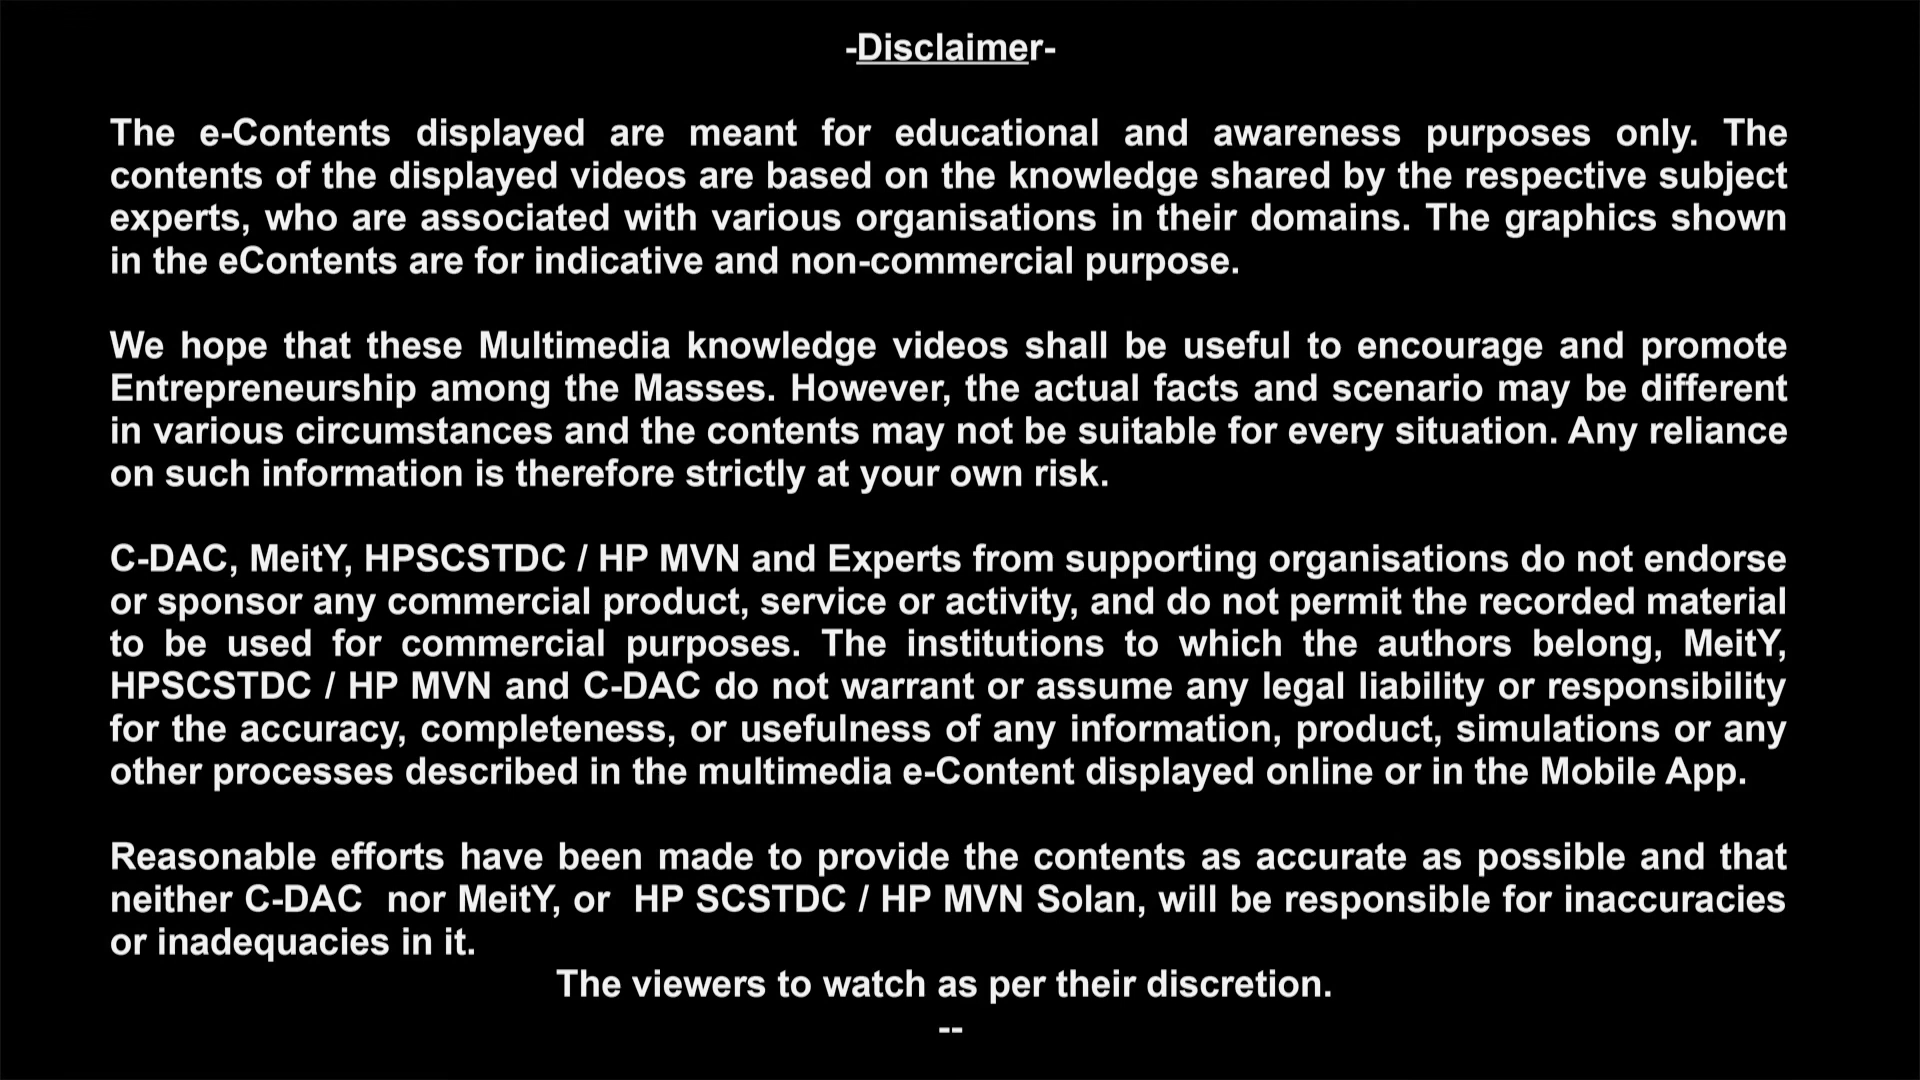 -Disclaimer-
The e-Contents displayed are meant for educational and awareness purposes only. The
contents of the displayed videos are based on the knowledge shared by the respective subject
experts, who are associated with various organisations in their domains. The graphics shown
in the eContents are for indicative and non-commercial purpose.
We hope that these Multimedia knowledge videos shall be useful to encourage and promote
Entrepreneurship among the Masses. However, the actual facts and scenario may be different
in various circumstances and the contents may not be suitable for every situation. Any reliance
on such information is therefore strictly at your own risk.
C-DAC, MeitY, HPSCSTDC / HP MVN and Experts from supporting organisations do not endorse
or sponsor any commercial product, service or activity, and do not permit the recorded material
to be used for commercial purposes. The institutions to which the authors belong, MeitY,
HPSCSTDC / HP MVN and C-DAC do not warrant or assume any legal liability or responsibility
for the accuracy, completeness, or usefulness of any information, product, simulations or any
other processes described in the multimedia e-Content displayed online or in the Mobile App.
Reasonable efforts have been made to provide the contents as accurate as possible and that
neither C-DAC  nor MeitY, or  HP SCSTDC / HP MVN Solan, will be responsible for inaccuracies
or inadequacies in it.
The viewers to watch as per their discretion.
--